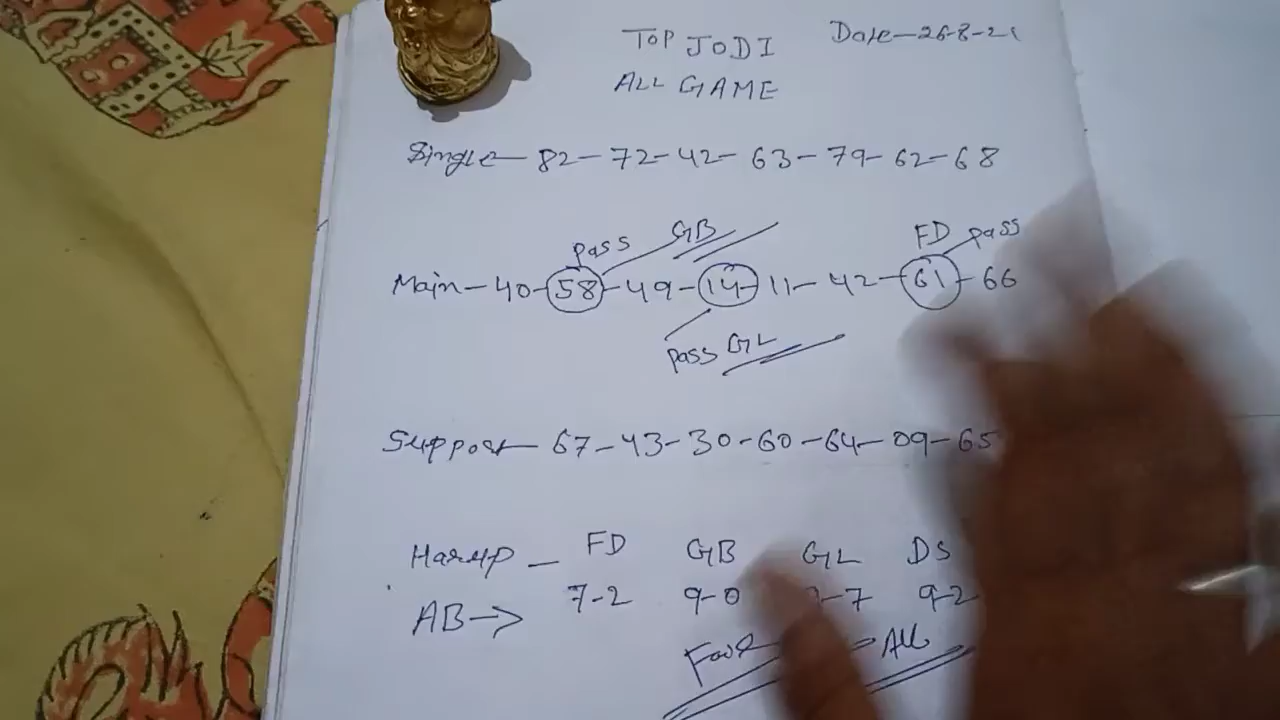 TOP JODI Date-26-8-21
ALL GAME
Single- 82-72-42-63-79-62-68
pass GB FD pass
Main-40-58-49-14-11-42-61-66
pass GL
Support-67-43-30-60-64-09-65
Harup - FD GB GL DS
AB→ 7-2 9-0 -7 9-2
All